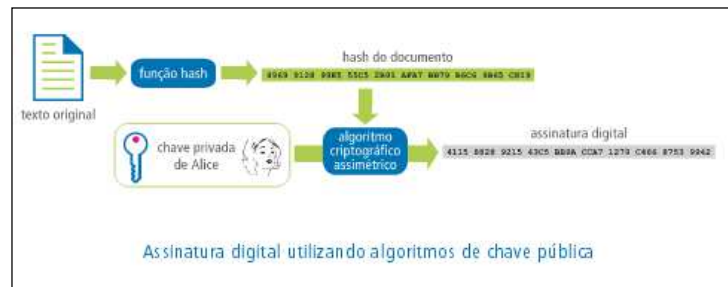 hash do documento
função hash
texto original
chave privada
de Alice
algoritmo
criptográfico
assimétrico
assinatura digital
Assinatura digital utilizando algoritmos de chave pública